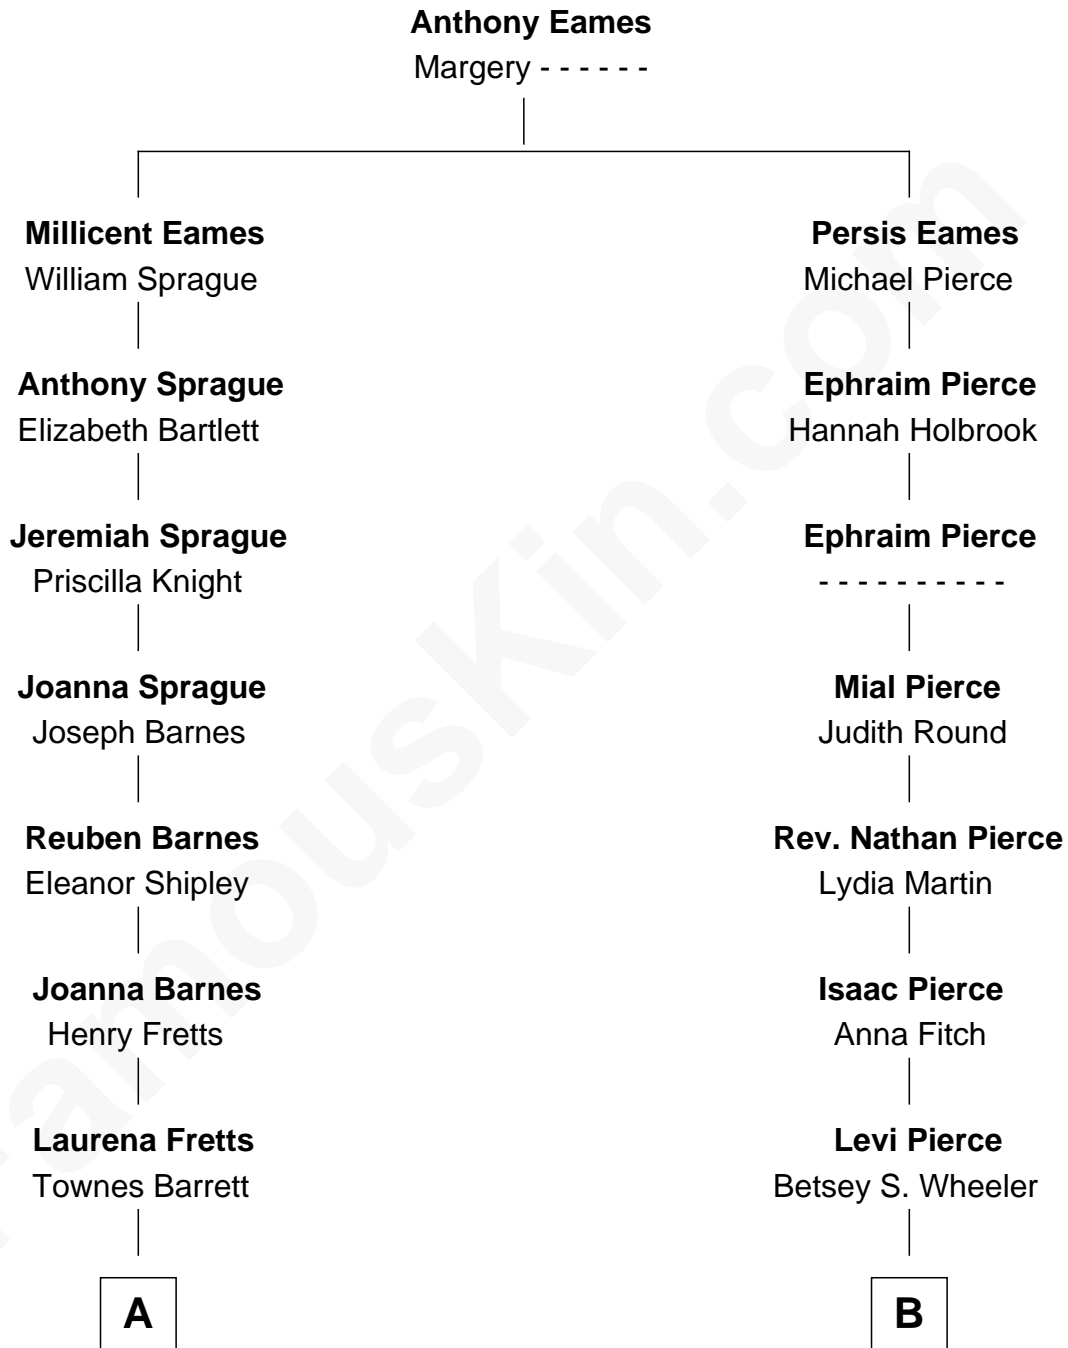 Anthony Eames
Margery - - - - - -
Millicent Eames
William Sprague
Persis Eames
Michael Pierce
Anthony Sprague
Elizabeth Bartlett
Ephraim Pierce
Hannah Holbrook
Jeremiah Sprague
Priscilla Knight
Ephraim Pierce
- - - - - - - - - -
Joanna Sprague
Joseph Barnes
Mial Pierce
Judith Round
Reuben Barnes
Eleanor Shipley
Rev. Nathan Pierce
Lydia Martin
Joanna Barnes
Henry Fretts
Isaac Pierce
Anna Fitch
Laurena Fretts
Townes Barrett
Levi Pierce
Betsey S. Wheeler
A
B
FamousKin.com